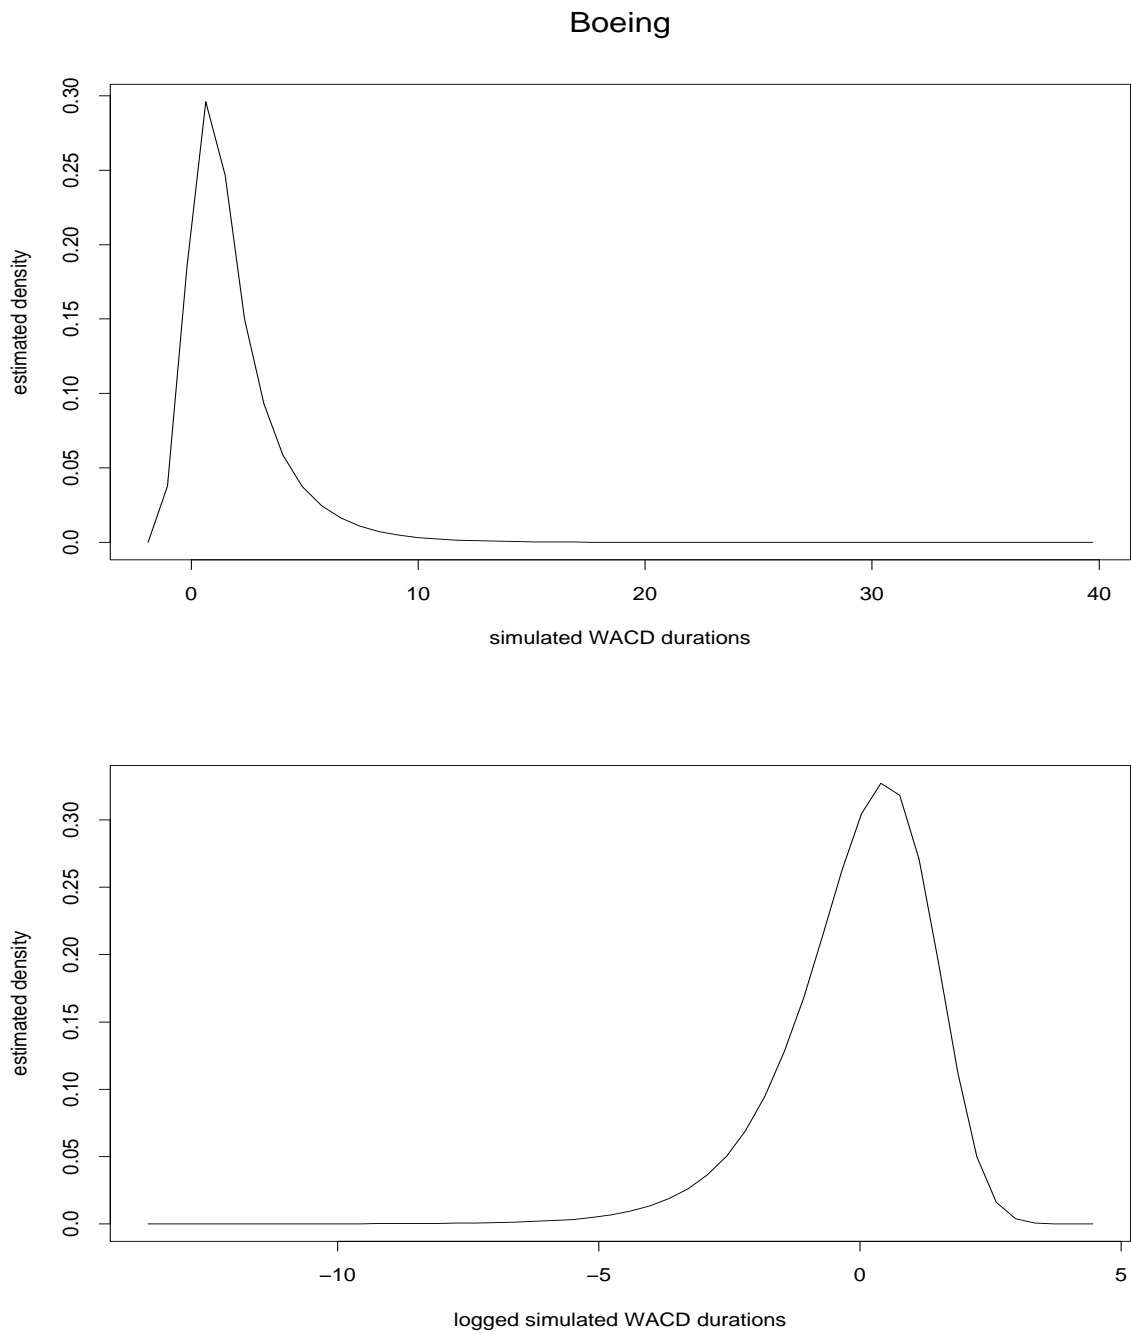 Boeing
estimated density
0.30
0.25
0.20
0.15
0.10
0.05
0.0
0 10 20 30 40
simulated WACD durations
estimated density
0.30
0.25
0.20
0.15
0.10
0.05
0.0
−10 −5 0 5
logged simulated WACD durations